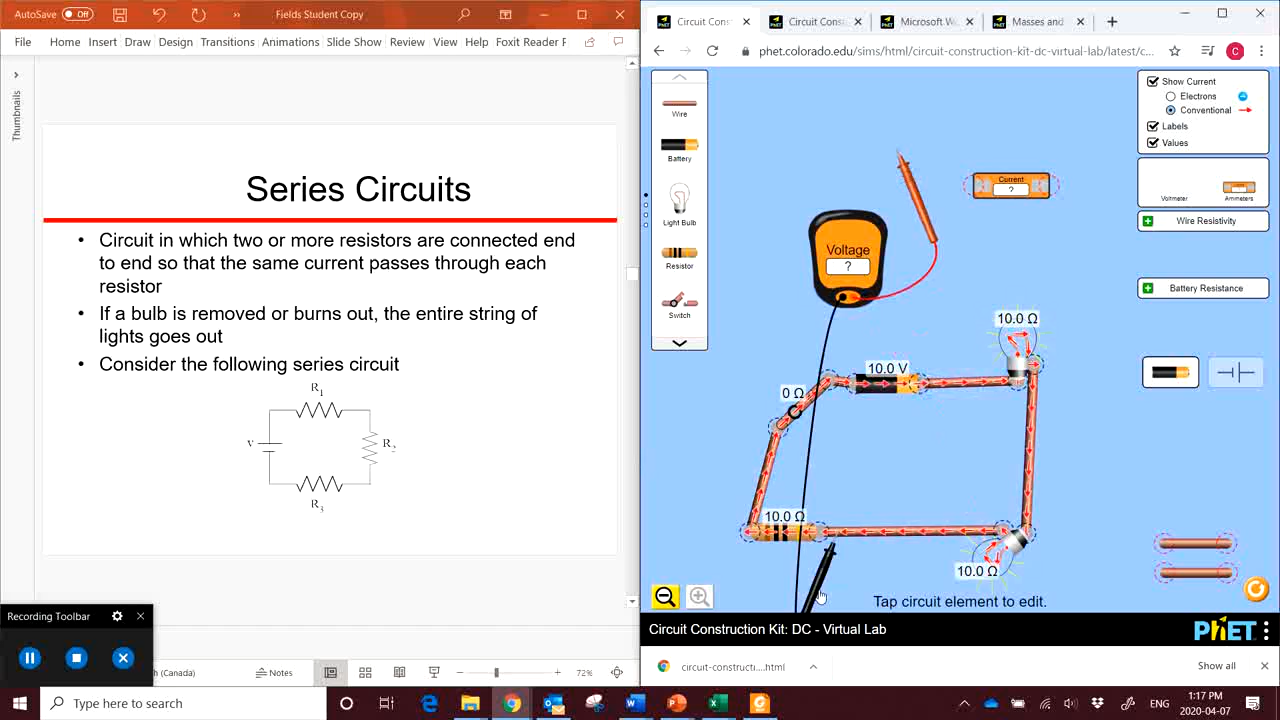 AutoSave Off
Fields Student Copy
File Home Insert Draw Design Transitions Animations Slide Show Review View Help Foxit Reader F
Thumbnails
Series Circuits
• Circuit in which two or more resistors are connected end
to end so that the same current passes through each
resistor
• If a bulb is removed or burns out, the entire string of
lights goes out
• Consider the following series circuit
R1
V
R2
R3
Recording Toolbar
h (Canada)
Notes
72%
Circuit Cons
Circuit Cons
Microsoft Wo
Masses and
phet.colorado.edu/sims/html/circuit-construction-kit-dc-virtual-lab/latest/c...
C
Wire
Battery
Light Bulb
Resistor
Switch
Show Current
Electrons
Conventional
Labels
Values
Voltmeter
Ammeters
Wire Resistivity
Battery Resistance
Current
?
Voltage
?
10.0 Ω
10.0 V
0 Ω
10.0 Ω
10.0 Ω
Tap circuit element to edit.
Circuit Construction Kit: DC - Virtual Lab
PhET
circuit-constructi....html
Show all
Type here to search
ENG
1:17 PM
2020-04-07